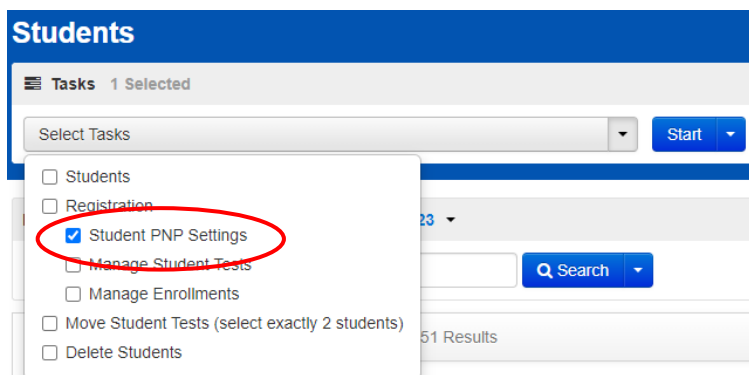 Students
Tasks 1 Selected
Select Tasks
Start
Students
Registration
23
Student PNP Settings
Manage Student Tests
Search
Manage Enrollments
Move Student Tests (select exactly 2 students)
51 Results
Delete Students